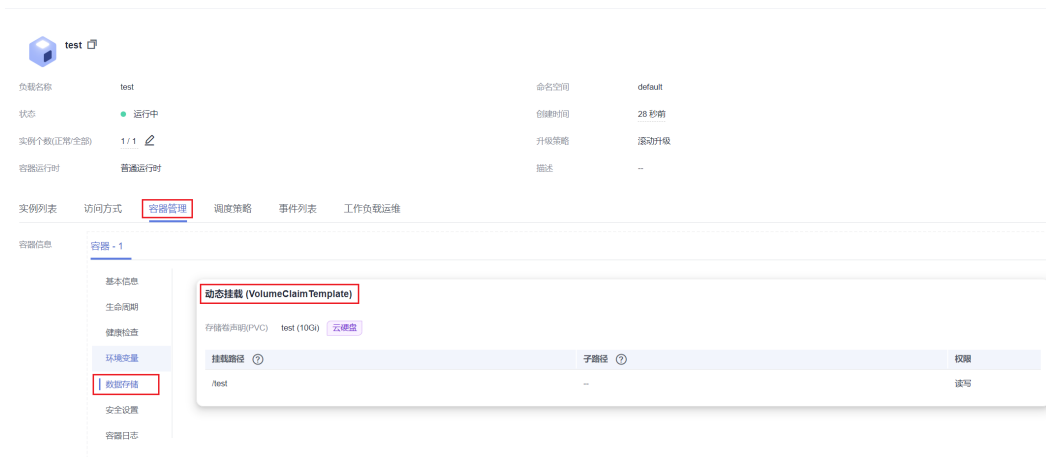 test
负载名称 test 命名空间 default
状态 运行中 创建时间 28 秒前
实例个数(正常/全部) 1 / 1 升级策略 滚动升级
容器运行时 普通运行时 描述 --
实例列表 访问方式 容器管理 调度策略 事件列表 工作负载运维
容器信息 容器 - 1
基本信息
生命周期
健康检查
环境变量
数据存储
安全设置
容器日志
动态挂载 (VolumeClaimTemplate)
存储卷声明(PVC) test (10Gi) 云硬盘
挂载路径 ? 子路径 ? 权限
/test -- 读写